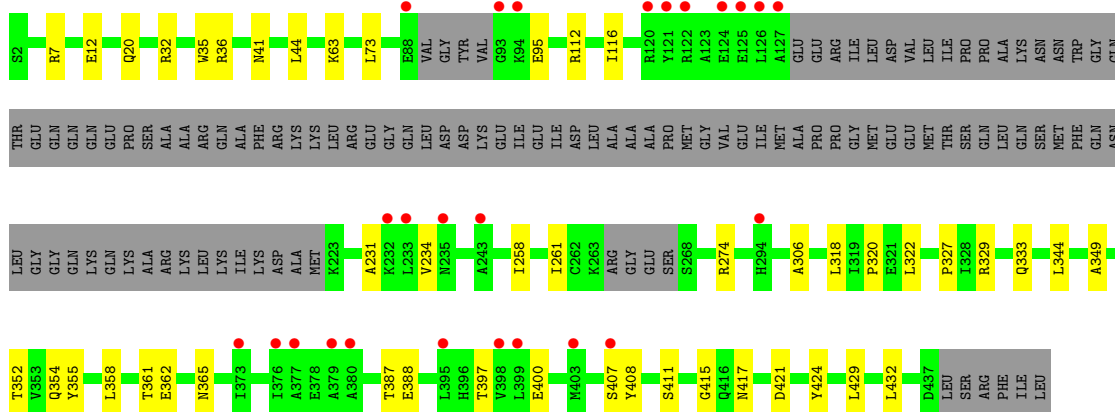 S2 R7 E12 Q20 R32 W35 R36 N41 L44 K63 L73 E88 VAL GLY TYR VAL G93 K94 E95 R112 I116 R120 Y121 R122 A123 E124 E125 L126 A127 GLU GLU ARG ILE LEU ASP VAL LEU ILE PRO PRO ALA LYS ASN ASN TRP GLY GLN
THR GLU GLN GLN GLN GLU PRO SER ALA ALA ARG GLN ALA PHE ARG LYS LYS LEU ARG GLU GLY GLN LEU ASP ASP LYS GLU ILE GLU ILE ASP LEU ALA ALA ALA PRO MET GLY VAL GLU ILE MET ALA PRO PRO GLY MET GLU GLU MET THR SER GLN LEU GLN SER MET PHE GLN ASN
LEU GLY GLY GLN LYS GLN LYS ALA ARG LYS LEU LYS ILE LYS ASP ALA MET K223 A231 K232 L233 V234 N235 A243 I258 I261 C262 K263 ARG GLY GLU SER S268 R274 H294 A306 L318 I319 P320 E321 L322 P327 I328 R329 Q333 L344 A349
T352 V353 Q354 Y355 L358 T361 E362 N365 I373 I376 A377 E378 A379 A380 T387 E388 L395 H396 T397 V398 L399 E400 M403 S407 Y408 S411 G415 Q416 N417 D421 Y424 L429 L432 D437 LEU SER ARG PHE ILE LEU